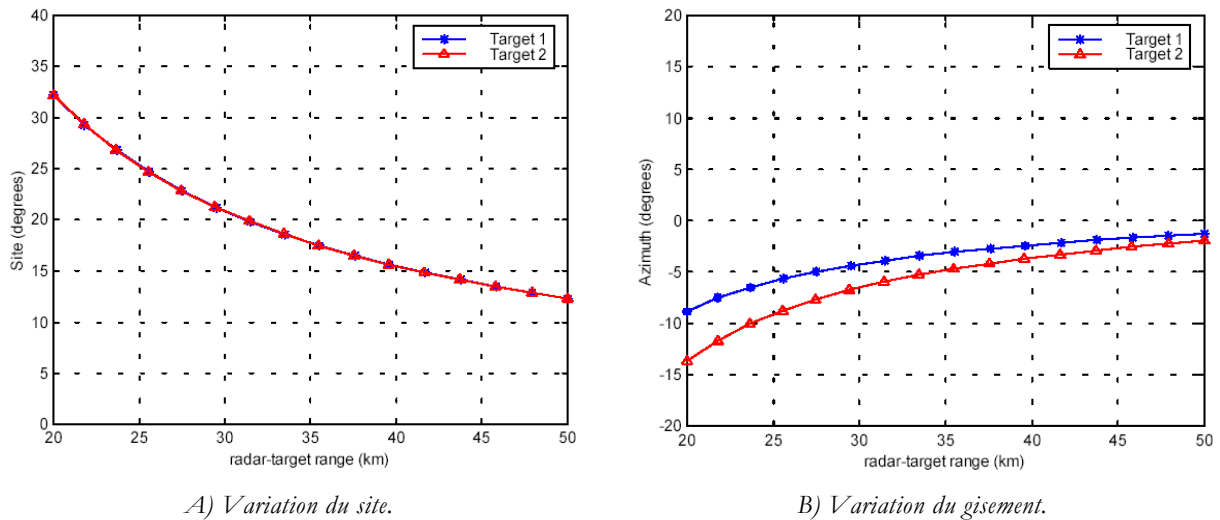 40
35
30
25
20
15
10
5
0
Site (degrees)
Target 1
Target 2
20 25 30 35 40 45 50
radar-target range (km)
A) Variation du site.
20
15
10
5
0
-5
-10
-15
-20
Azimuth (degrees)
Target 1
Target 2
20 25 30 35 40 45 50
radar-target range (km)
B) Variation du gisement.